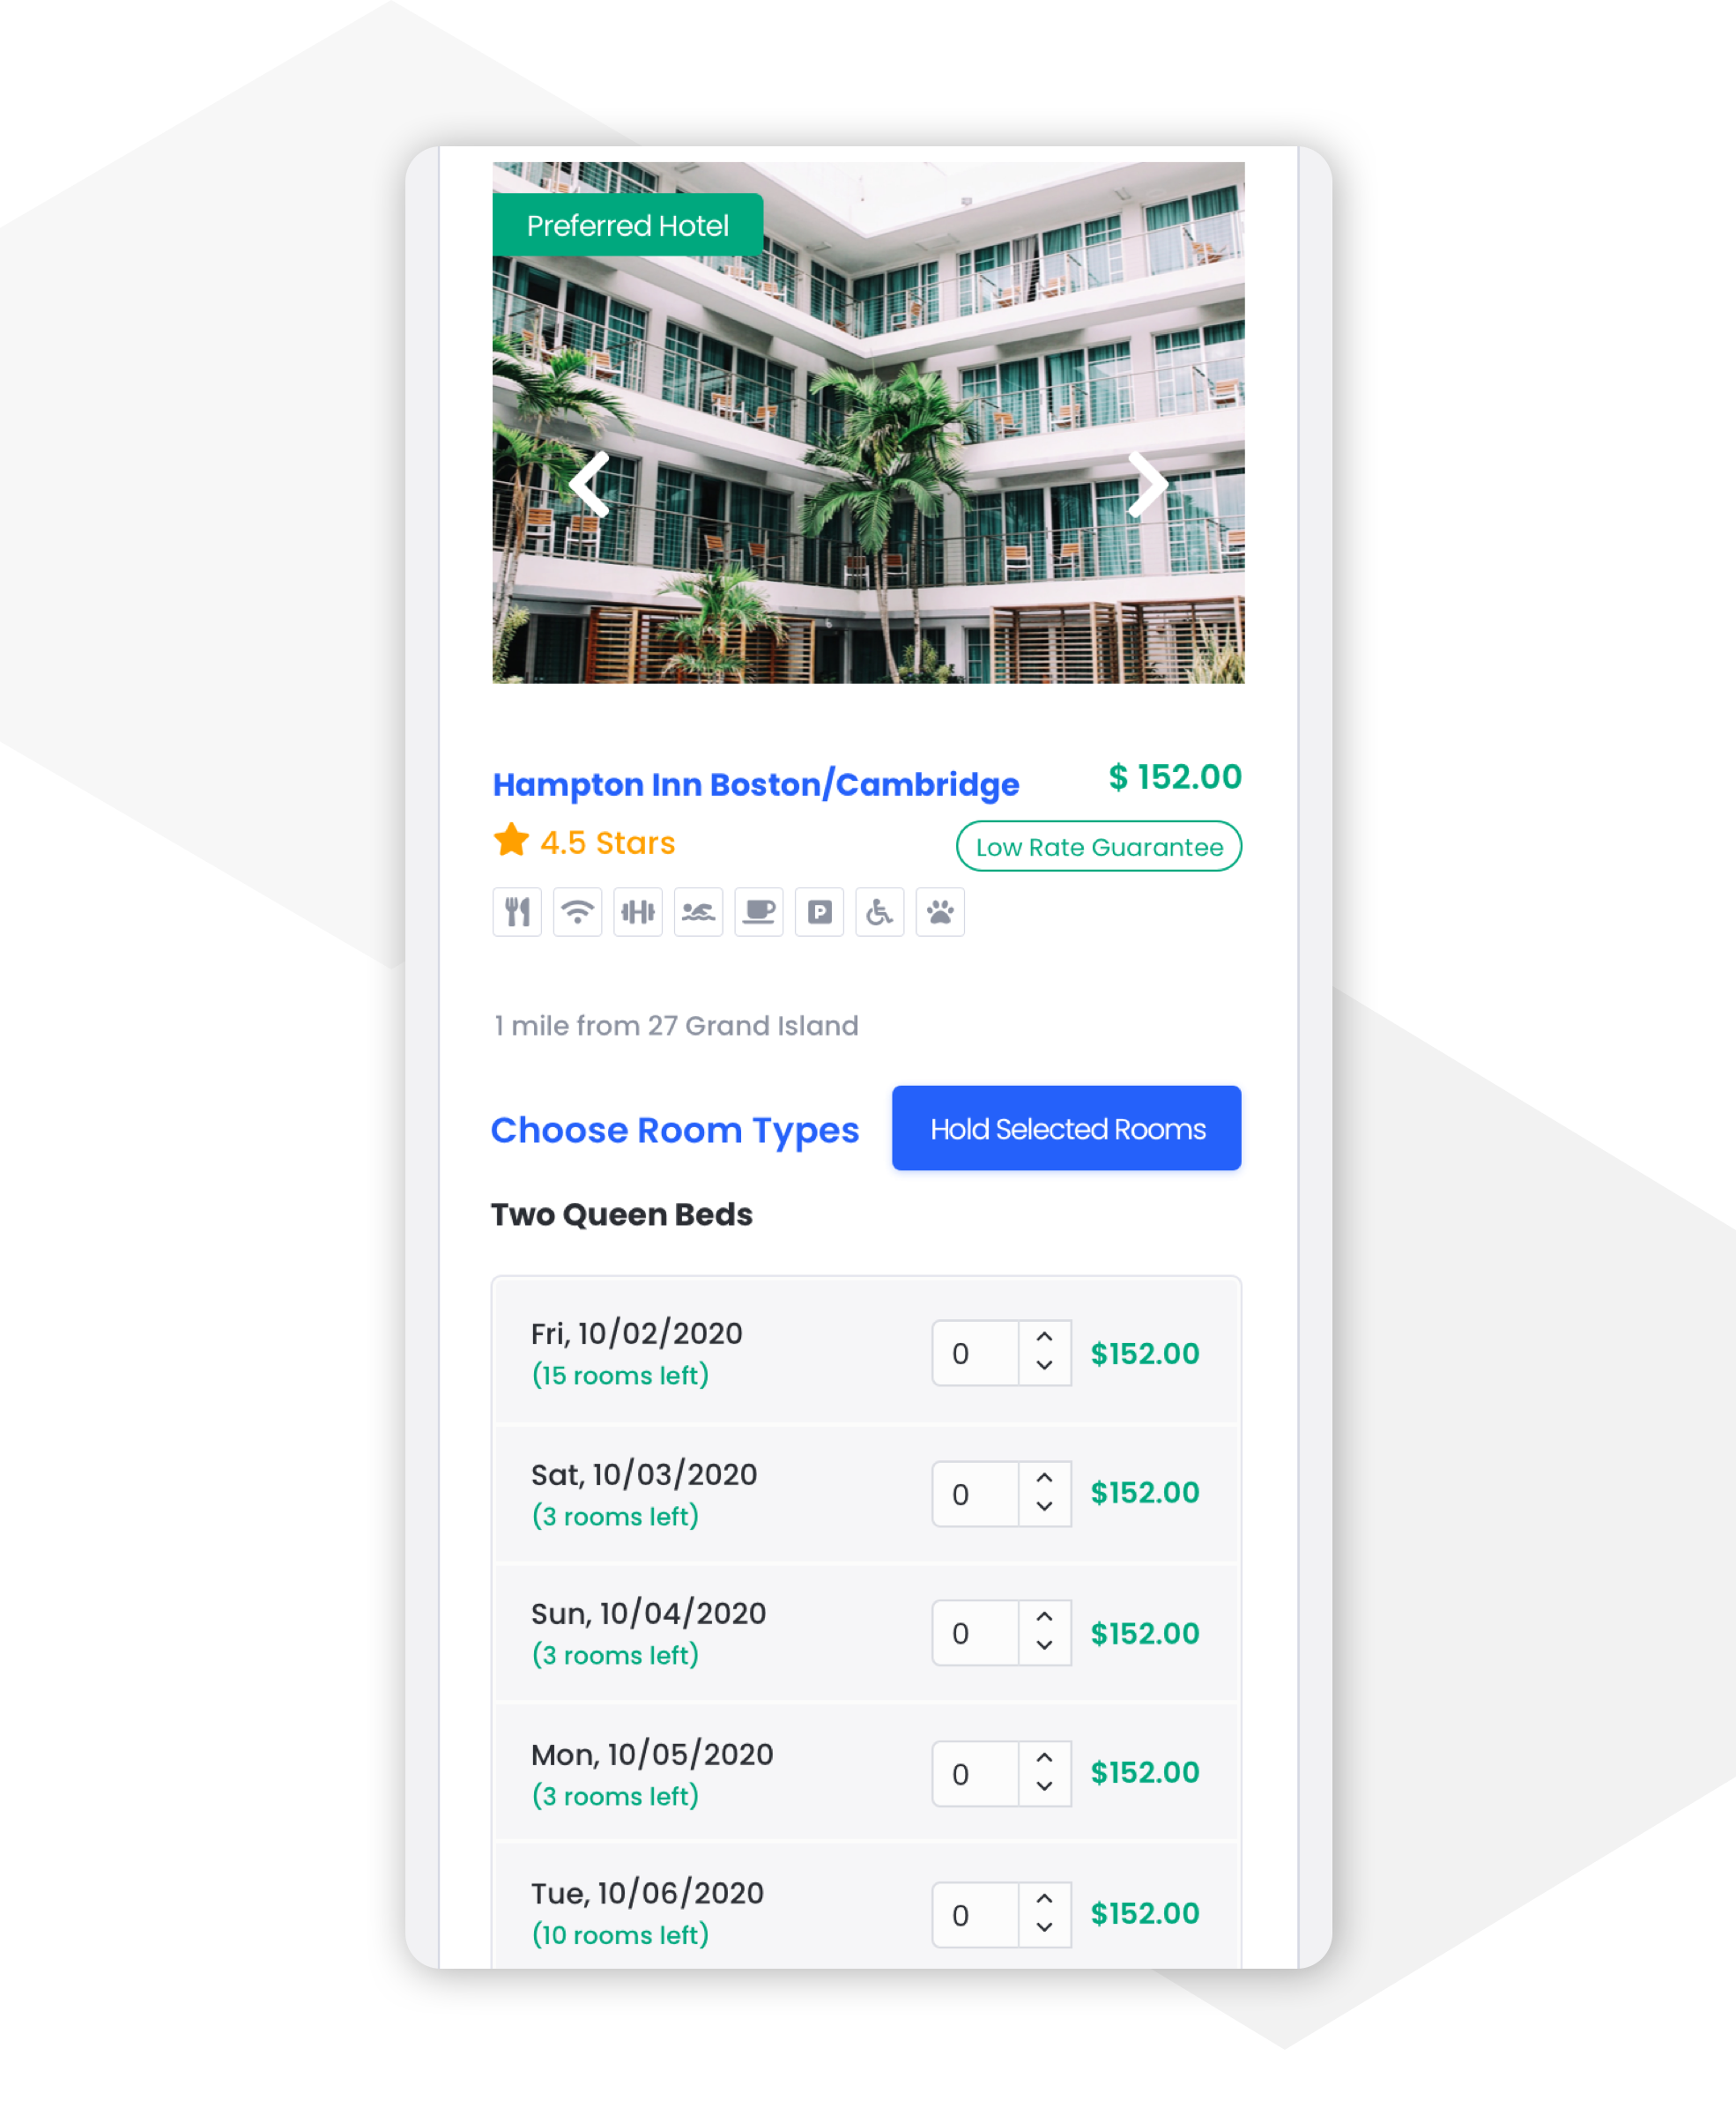 Preferred Hotel
Hampton Inn Boston/Cambridge
$ 152.00
4.5 Stars
Low Rate Guarantee
P
1 mile from 27 Grand Island
Choose Room Types
Hold Selected Rooms
Two Queen Beds
Fri, 10/02/2020
(15 rooms left)
0
$152.00
Sat, 10/03/2020
(3 rooms left)
0
$152.00
Sun, 10/04/2020
(3 rooms left)
0
$152.00
Mon, 10/05/2020
(3 rooms left)
0
$152.00
Tue, 10/06/2020
(10 rooms left)
0
$152.00